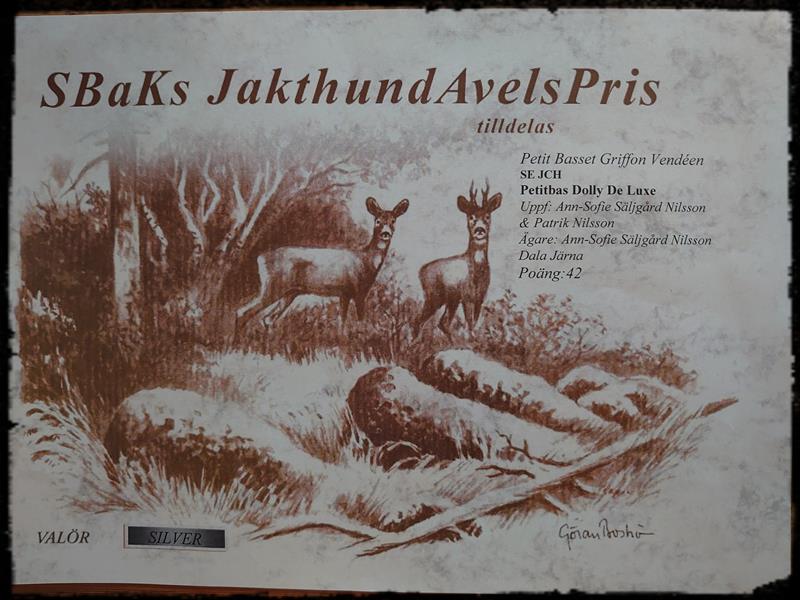 SBaKs JakthundAvelsPris
tilldelas
Petit Basset Griffon Vendéen
SE JCH
Petitbas Dolly De Luxe
Uppf: Ann-Sofie Säljgård Nilsson
& Patrik Nilsson
Ägare: Ann-Sofie Säljgård Nilsson
Dala Järna
Poäng:42
VALÖR SILVER
Göran